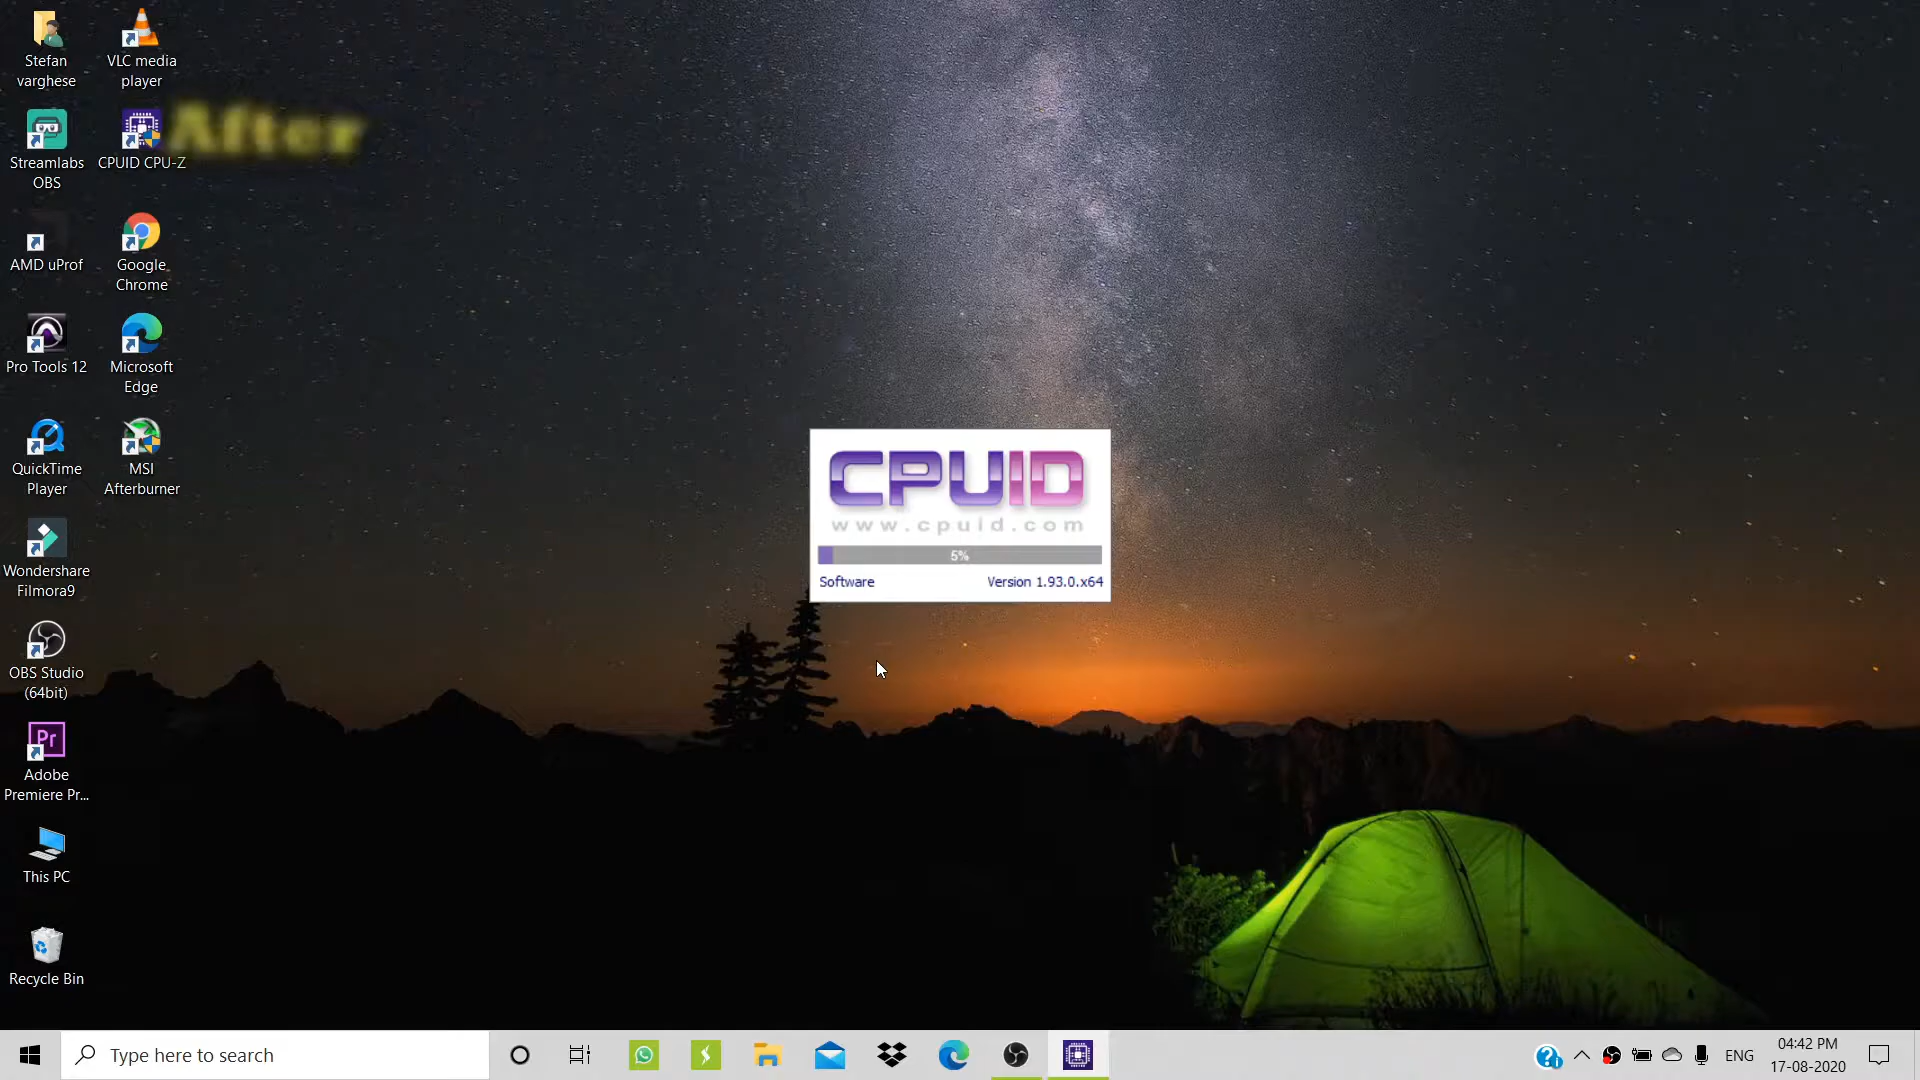 Stefan
varghese
VLC media
player
Streamlabs
OBS
CPUID CPU-Z
After
AMD uProf
Google
Chrome
Pro Tools 12
Microsoft
Edge
QuickTime
Player
MSI
Afterburner
Wondershare
Filmora9
OBS Studio
(64bit)
Pr
Adobe
Premiere Pr...
This PC
Recycle Bin
CPUID
www.cpuid.com
5%
Software
Version 1.93.0.x64
Type here to search
ENG
04:42 PM
17-08-2020